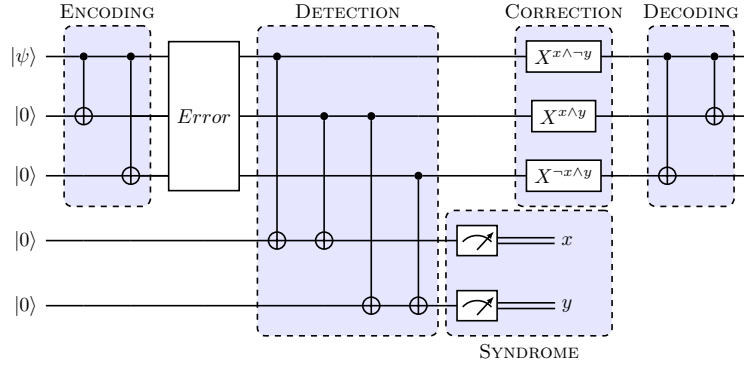 ENCODING DETECTION CORRECTION DECODING
|ψ⟩ X^{x∧¬y}
|0⟩ Error X^{x∧y}
|0⟩ X^{¬x∧y}
|0⟩ x
|0⟩ y
SYNDROME